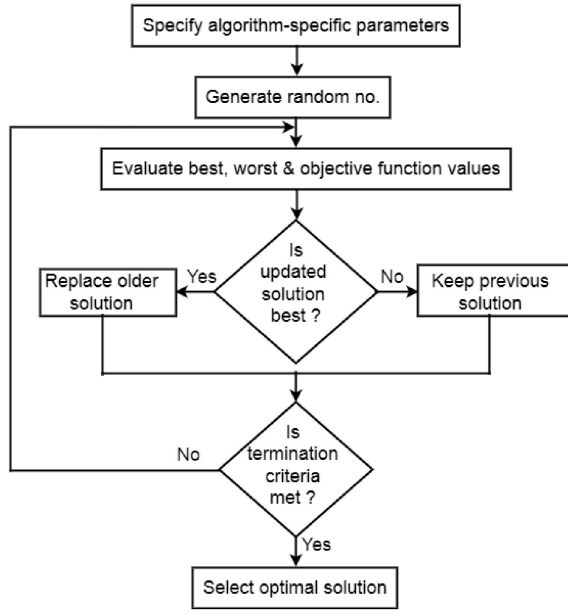 Specify algorithm-specific parameters
Generate random no.
Evaluate best, worst & objective function values
Is
updated
solution
best ?
Yes
No
Replace older
solution
Keep previous
solution
Is
termination
criteria
met ?
No
Yes
Select optimal solution